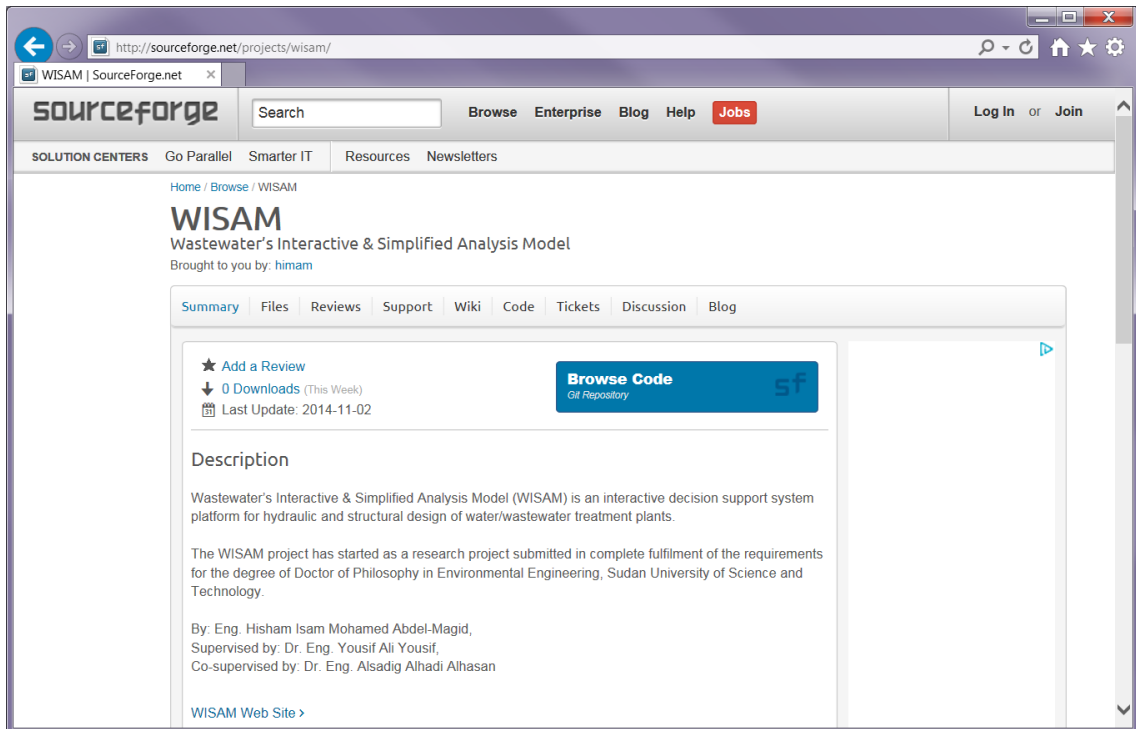 http://sourceforge.net/projects/wisam/
WISAM | SourceForge.net
sourceforge
Search
Browse Enterprise Blog Help Jobs
Log In or Join
SOLUTION CENTERS Go Parallel Smarter IT Resources Newsletters
Home / Browse / WISAM
WISAM
Wastewater's Interactive & Simplified Analysis Model
Brought to you by: himam
Summary Files Reviews Support Wiki Code Tickets Discussion Blog
Add a Review
0 Downloads (This Week)
Last Update: 2014-11-02
Browse Code
Git Repository
sf
Description
Wastewater's Interactive & Simplified Analysis Model (WISAM) is an interactive decision support system
platform for hydraulic and structural design of water/wastewater treatment plants.
The WISAM project has started as a research project submitted in complete fulfilment of the requirements
for the degree of Doctor of Philosophy in Environmental Engineering, Sudan University of Science and
Technology.
By: Eng. Hisham Isam Mohamed Abdel-Magid,
Supervised by: Dr. Eng. Yousif Ali Yousif,
Co-supervised by: Dr. Eng. Alsadig Alhadi Alhasan
WISAM Web Site >